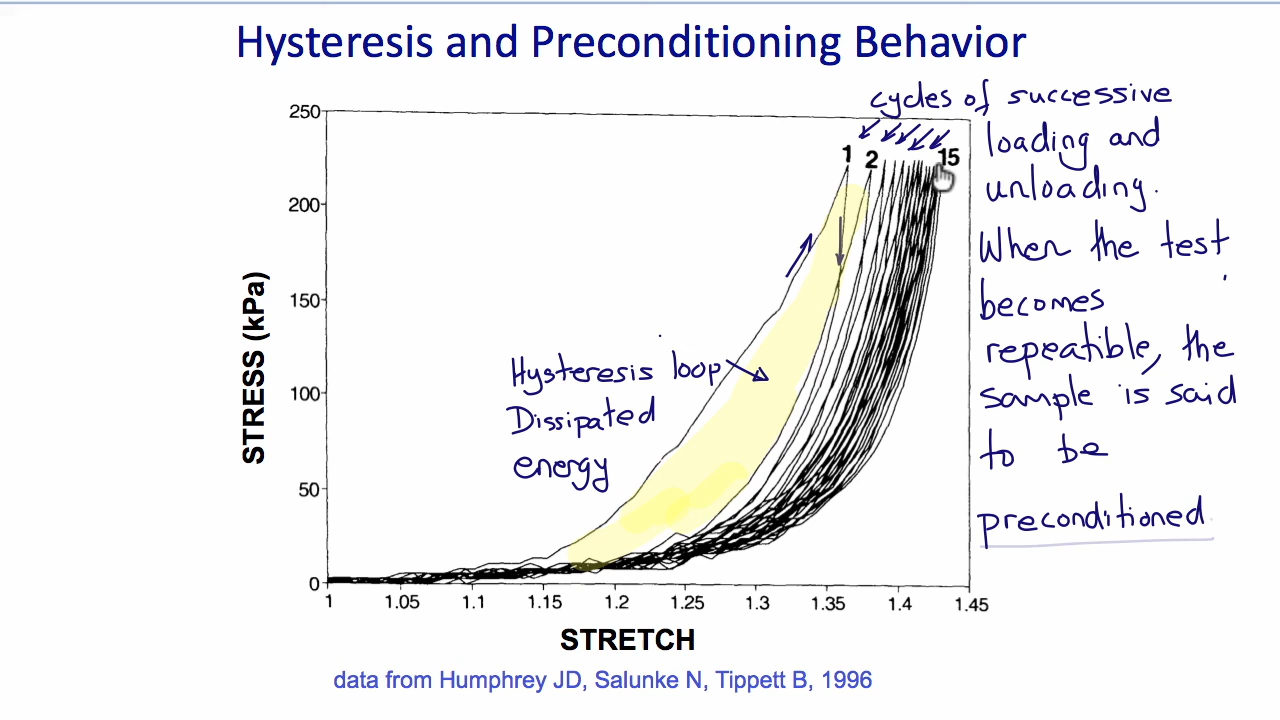 Hysteresis and Preconditioning Behavior
cycles of successive
loading and
unloading.
When the test
becomes
repeatible, the
sample is said
to be
preconditioned
1 2 15
Hysteresis loop
Dissipated
energy
STRESS (kPa)
250
200
150
100
50
0
1 1.05 1.1 1.15 1.2 1.25 1.3 1.35 1.4 1.45
STRETCH
data from Humphrey JD, Salunke N, Tippett B, 1996